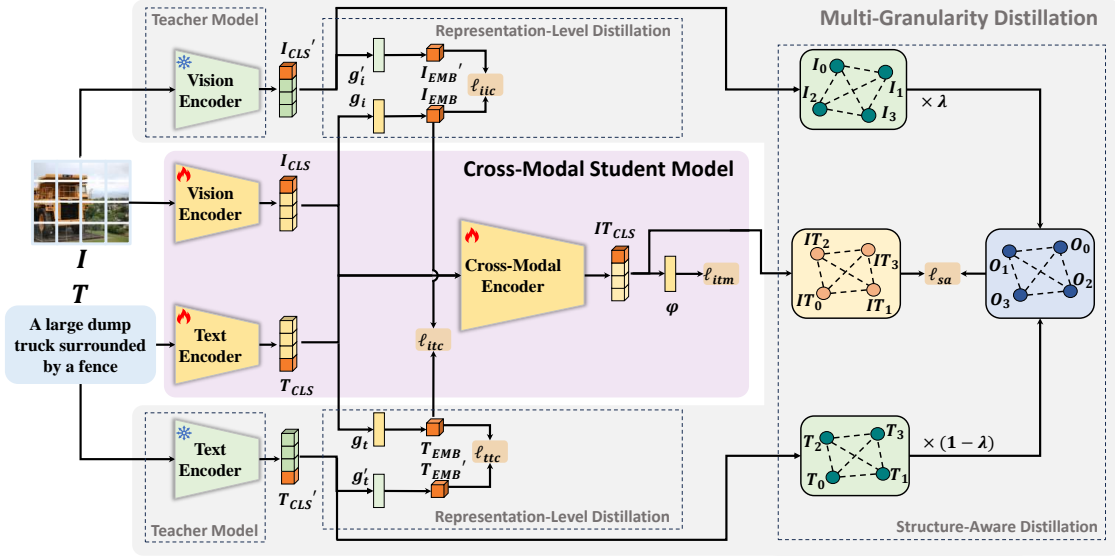 Multi-Granularity Distillation
Teacher Model
Vision
Encoder
I_CLS'
Representation-Level Distillation
g_i'
I_EMB'
g_i
I_EMB
ℓ_iic
I_0
I_1
I_2
I_3
× λ
Cross-Modal Student Model
Vision
Encoder
I_CLS
I
T
A large dump
truck surrounded
by a fence
Text
Encoder
T_CLS
Cross-Modal
Encoder
IT_CLS
φ
ℓ_itm
ℓ_itc
IT_2
IT_3
IT_0
IT_1
ℓ_sa
O_0
O_1
O_2
O_3
Text
Encoder
T_CLS'
Teacher Model
g_t
T_EMB
g_t'
T_EMB'
ℓ_ttc
Representation-Level Distillation
T_2
T_3
T_0
T_1
× (1 − λ)
Structure-Aware Distillation